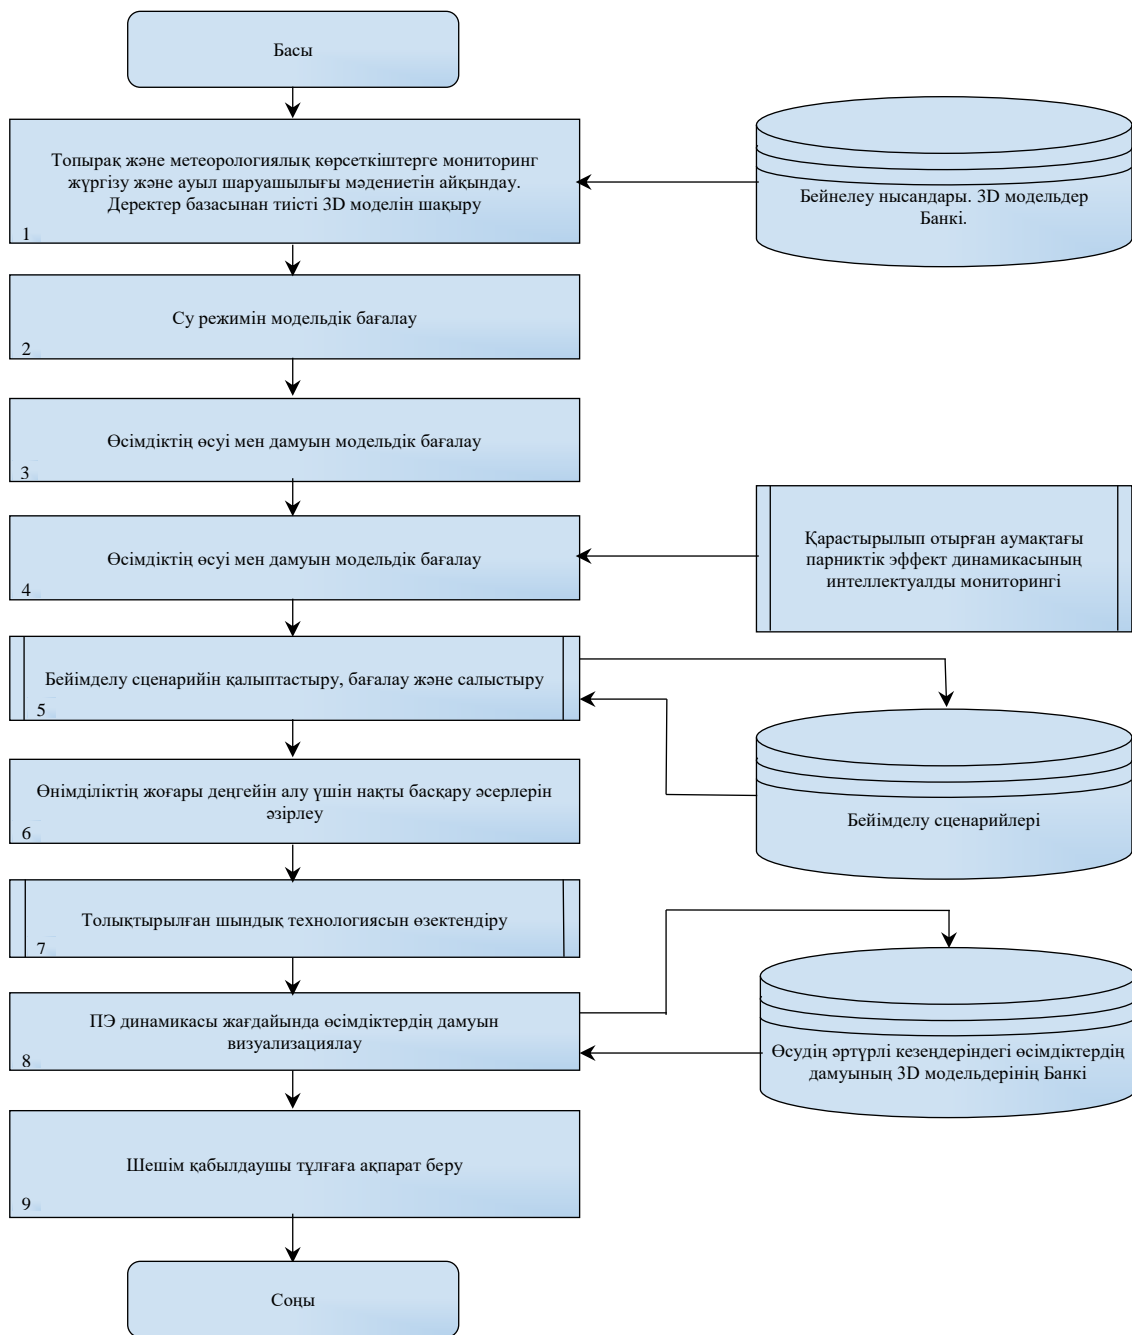 Басы
Топырақ және метеорологиялық көрсеткіштерге мониторинг
жүргізу және ауыл шаруашылығы мәдениетін айқындау.
Деректер базасынан тиісті 3D моделін шақыру
1
Бейнелеу нысандары. 3D модельдер
Банкі.
Су режимін модельдік бағалау
2
Өсімдіктің өсуі мен дамуын модельдік бағалау
3
Өсімдіктің өсуі мен дамуын модельдік бағалау
4
Қарастырылып отырған аумақтағы
парниктік эффект динамикасының
интеллектуалды мониторингі
Бейімделу сценарийін қалыптастыру, бағалау және салыстыру
5
Бейімделу сценарийлері
Өнімділіктің жоғары деңгейін алу үшін нақты басқару әсерлерін
әзірлеу
6
Толықтырылған шындық технологиясын өзектендіру
7
ПЭ динамикасы жағдайында өсімдіктердің дамуын
визуализациялау
8
Өсудің әртүрлі кезеңдеріндегі өсімдіктердің
дамуының 3D модельдерінің Банкі
Шешім қабылдаушы тұлғаға ақпарат беру
9
Соңы